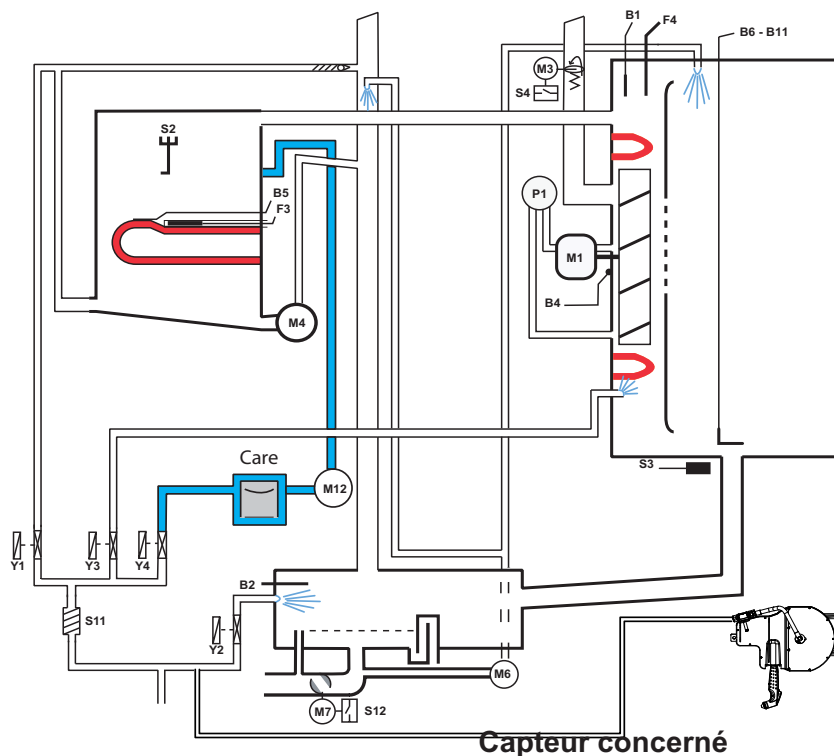 B1
F4
B6 - B11
M3
S4
S2
B5
F3
P1
M1
B4
M4
Care
M12
S3
Y1
Y3
Y4
B2
S11
Y2
M6
M7
S12
Capteur concerné